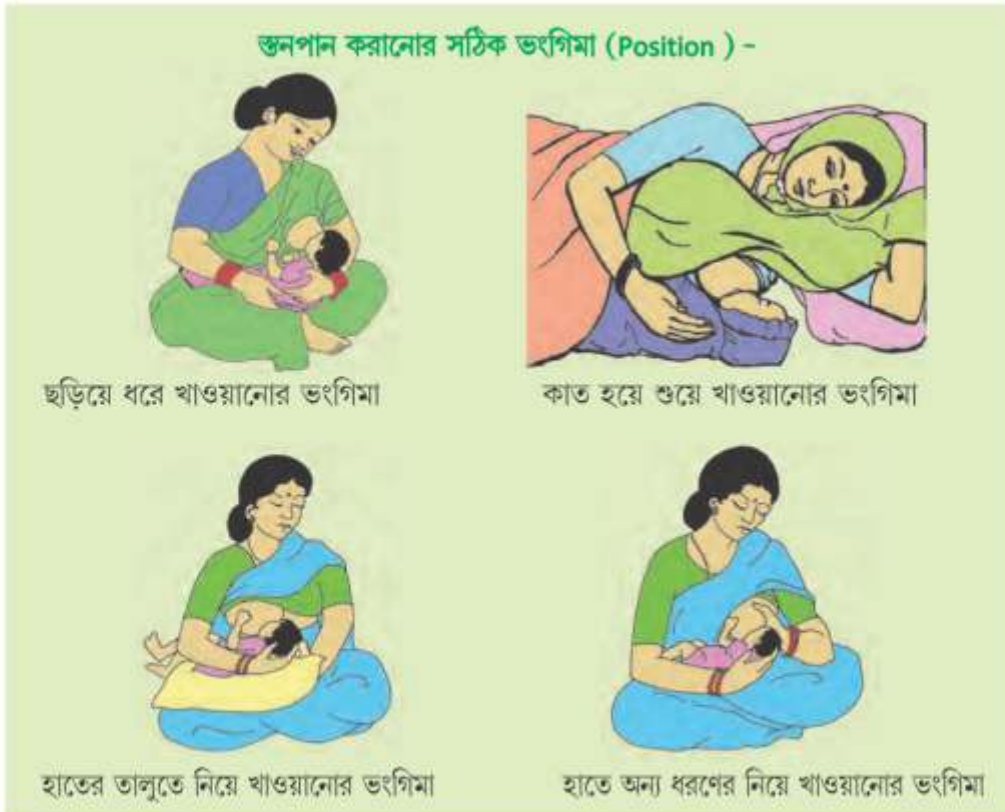 স্তনপান করানোর সঠিক ভংগিমা (Position ) -
ছড়িয়ে ধরে খাওয়ানোর ভংগিমা
কাত হয়ে শুয়ে খাওয়ানোর ভংগিমা
হাতের তালুতে নিয়ে খাওয়ানোর ভংগিমা
হাতে অন্য ধরণের নিয়ে খাওয়ানোর ভংগিমা